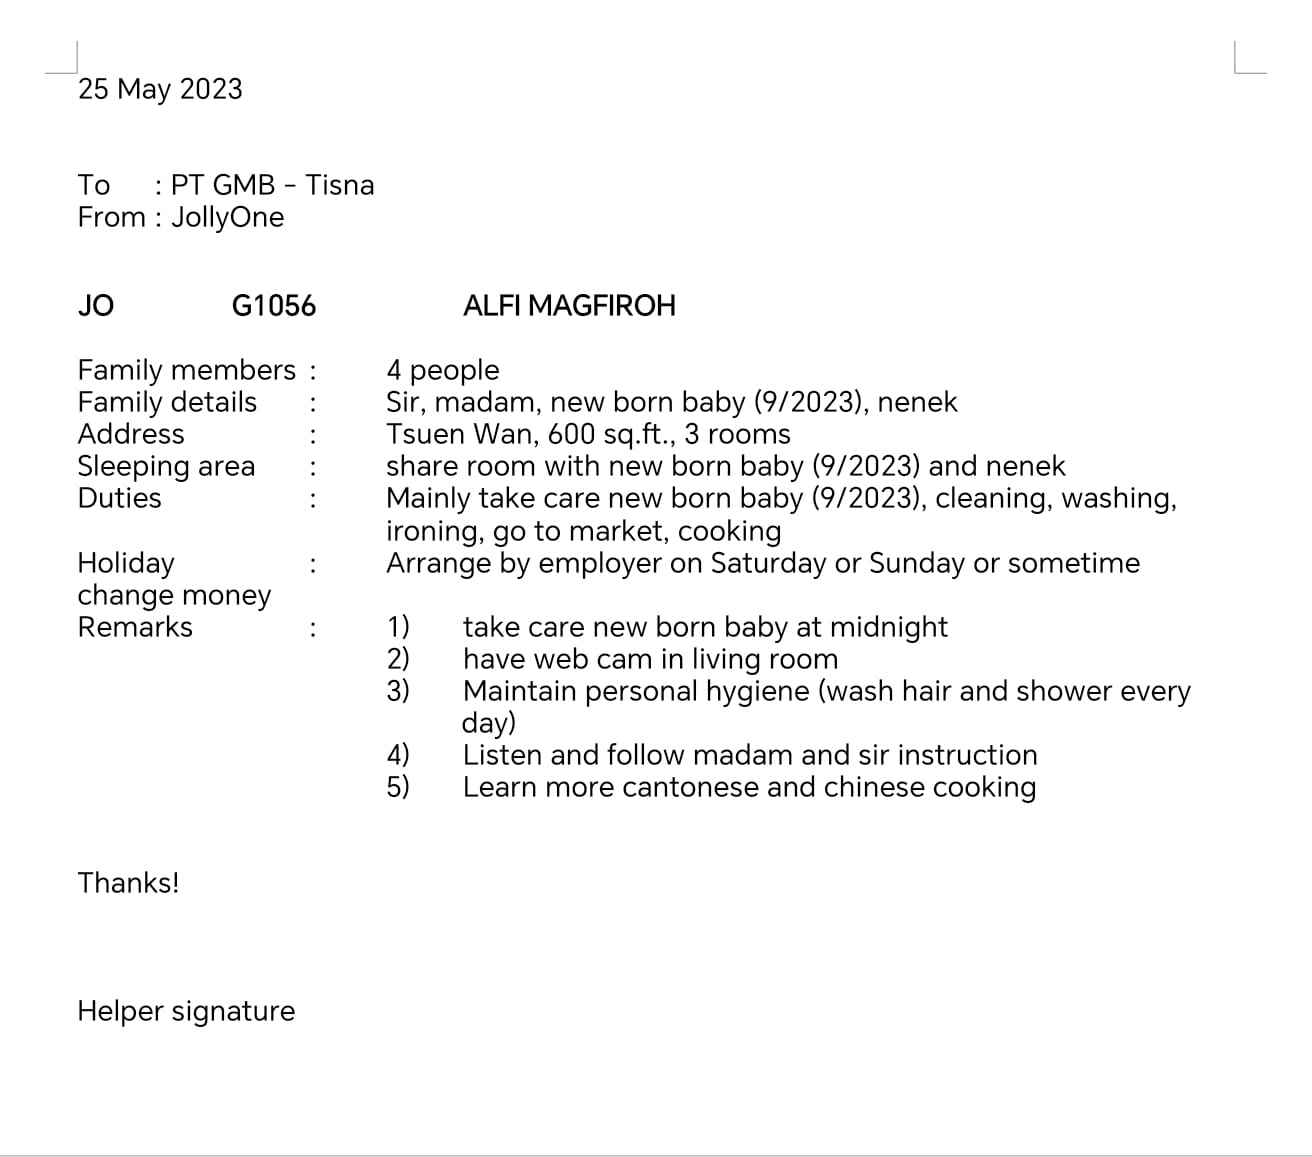 25 May 2023
To : PT GMB - Tisna
From : JollyOne
JO G1056 ALFI MAGFIROH
Family members : 4 people
Family details : Sir, madam, new born baby (9/2023), nenek
Address : Tsuen Wan, 600 sq.ft., 3 rooms
Sleeping area : share room with new born baby (9/2023) and nenek
Duties : Mainly take care new born baby (9/2023), cleaning, washing,
ironing, go to market, cooking
Holiday : Arrange by employer on Saturday or Sunday or sometime
change money
Remarks : 1) take care new born baby at midnight
2) have web cam in living room
3) Maintain personal hygiene (wash hair and shower every
day)
4) Listen and follow madam and sir instruction
5) Learn more cantonese and chinese cooking
Thanks!
Helper signature